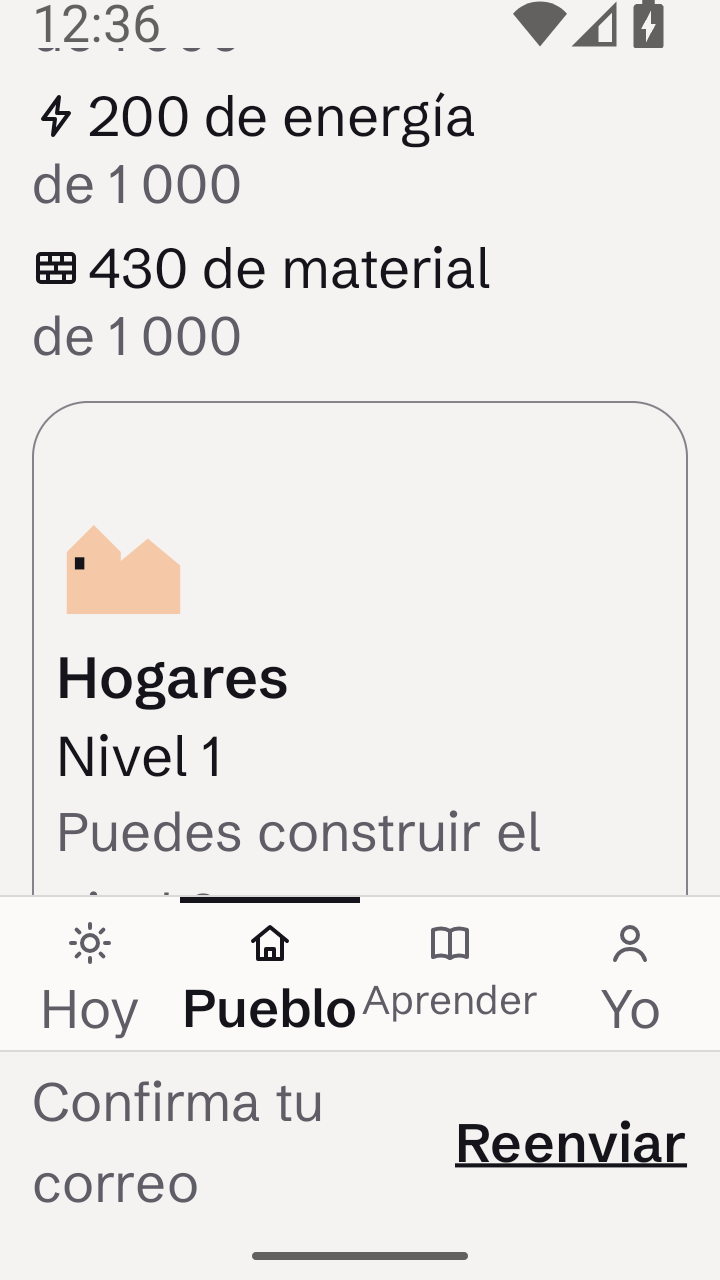 12:36
200 de energía
de 1 000
430 de material
de 1 000
Hogares
Nivel 1
Puedes construir el
Hoy
Pueblo
Aprender
Yo
Confirma tu
correo
Reenviar